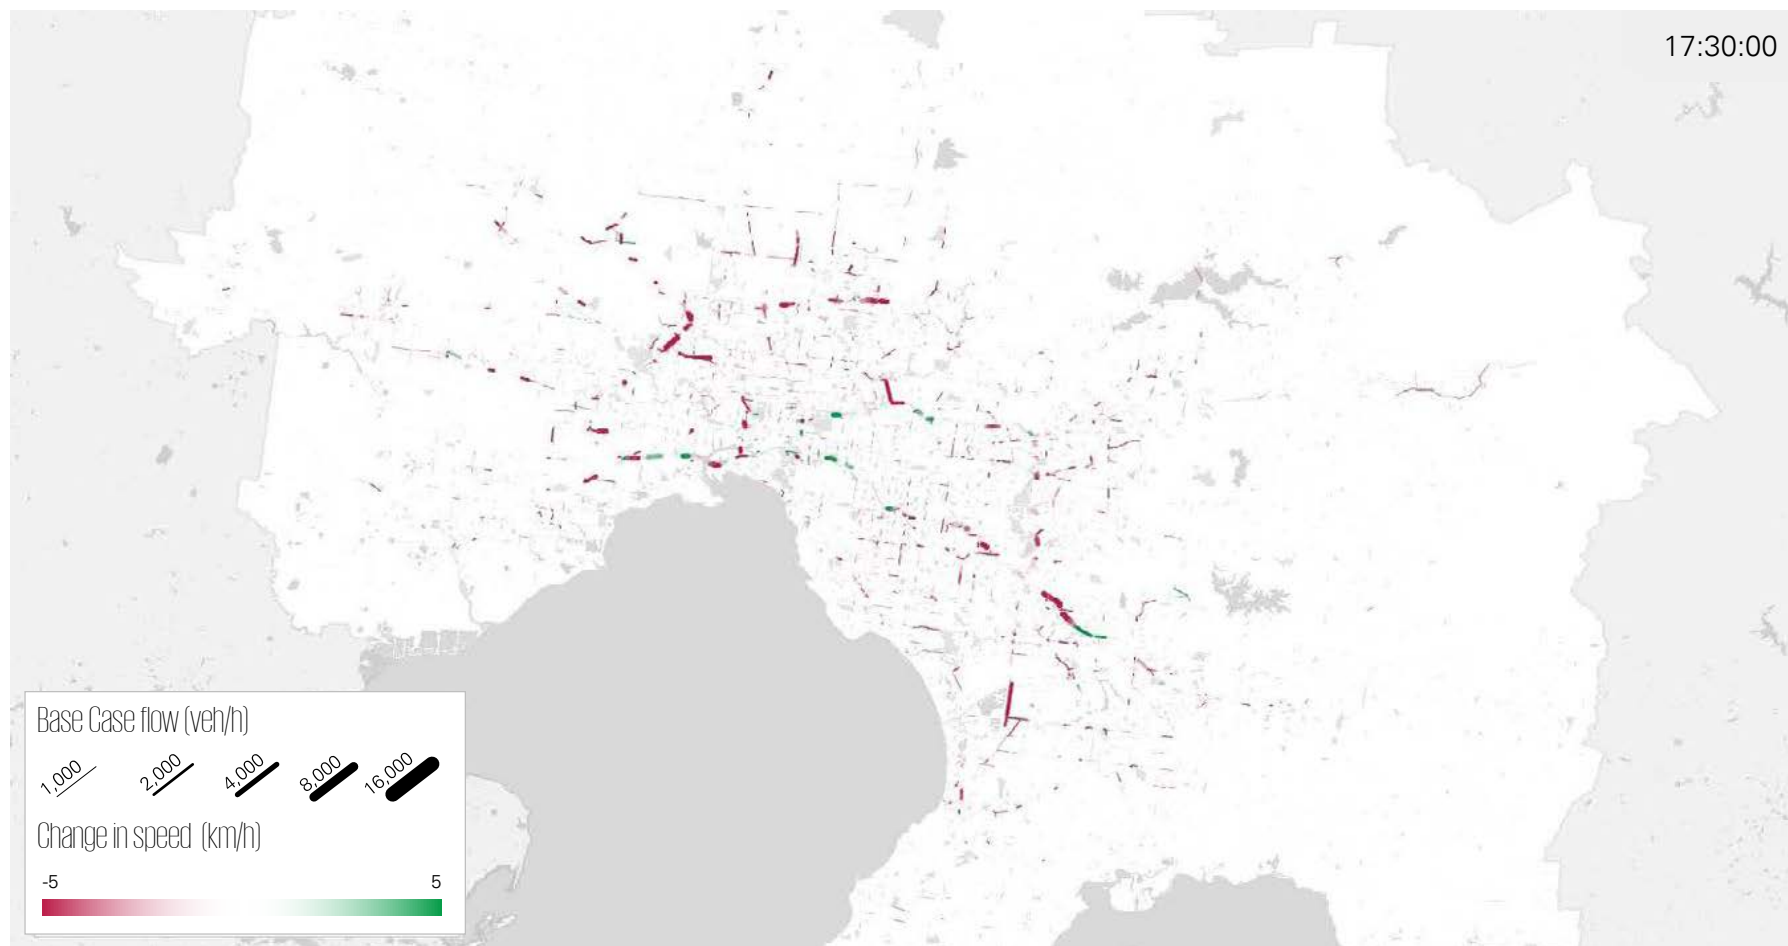 17:30:00
Base Case flow (veh/h)
1,000 2,000 4,000 8,000 16,000
Change in speed (km/h)
-5 5